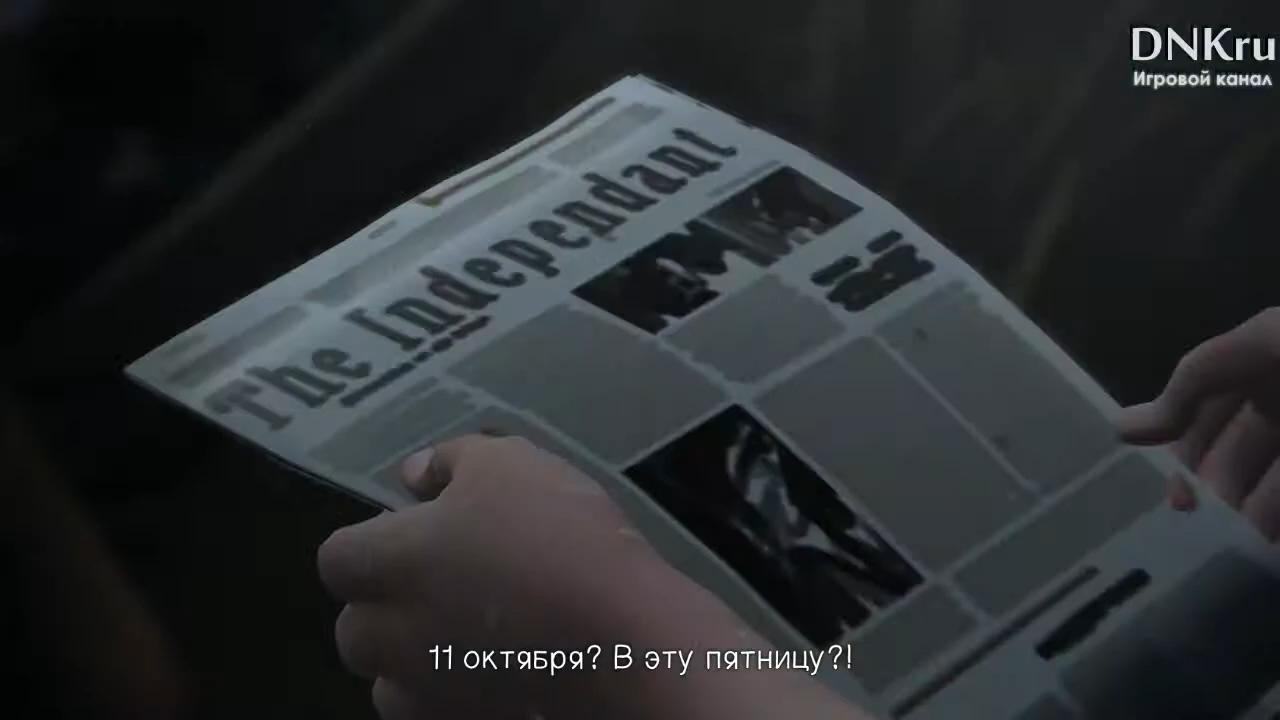 DNKru
Игровой канал
The Independant
11 октября? В эту пятницу?!